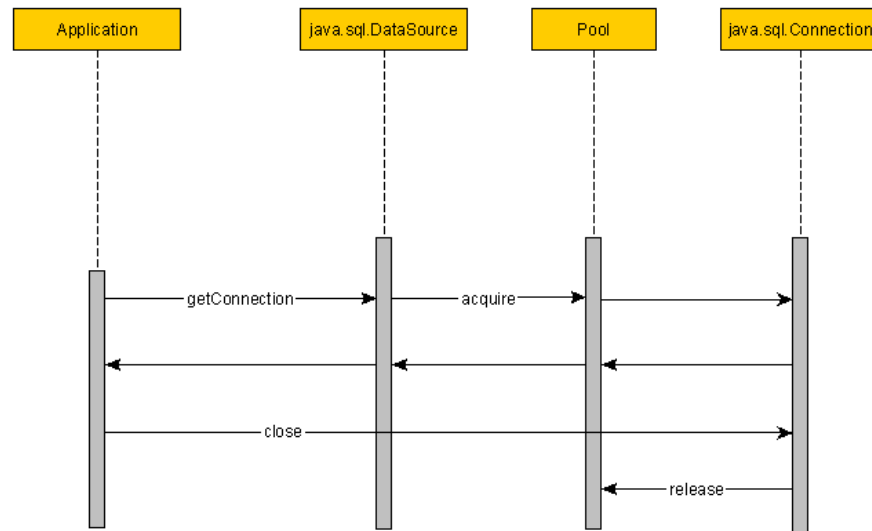 Application
java.sql.DataSource
Pool
java.sql.Connection
getConnection
acquire
close
release